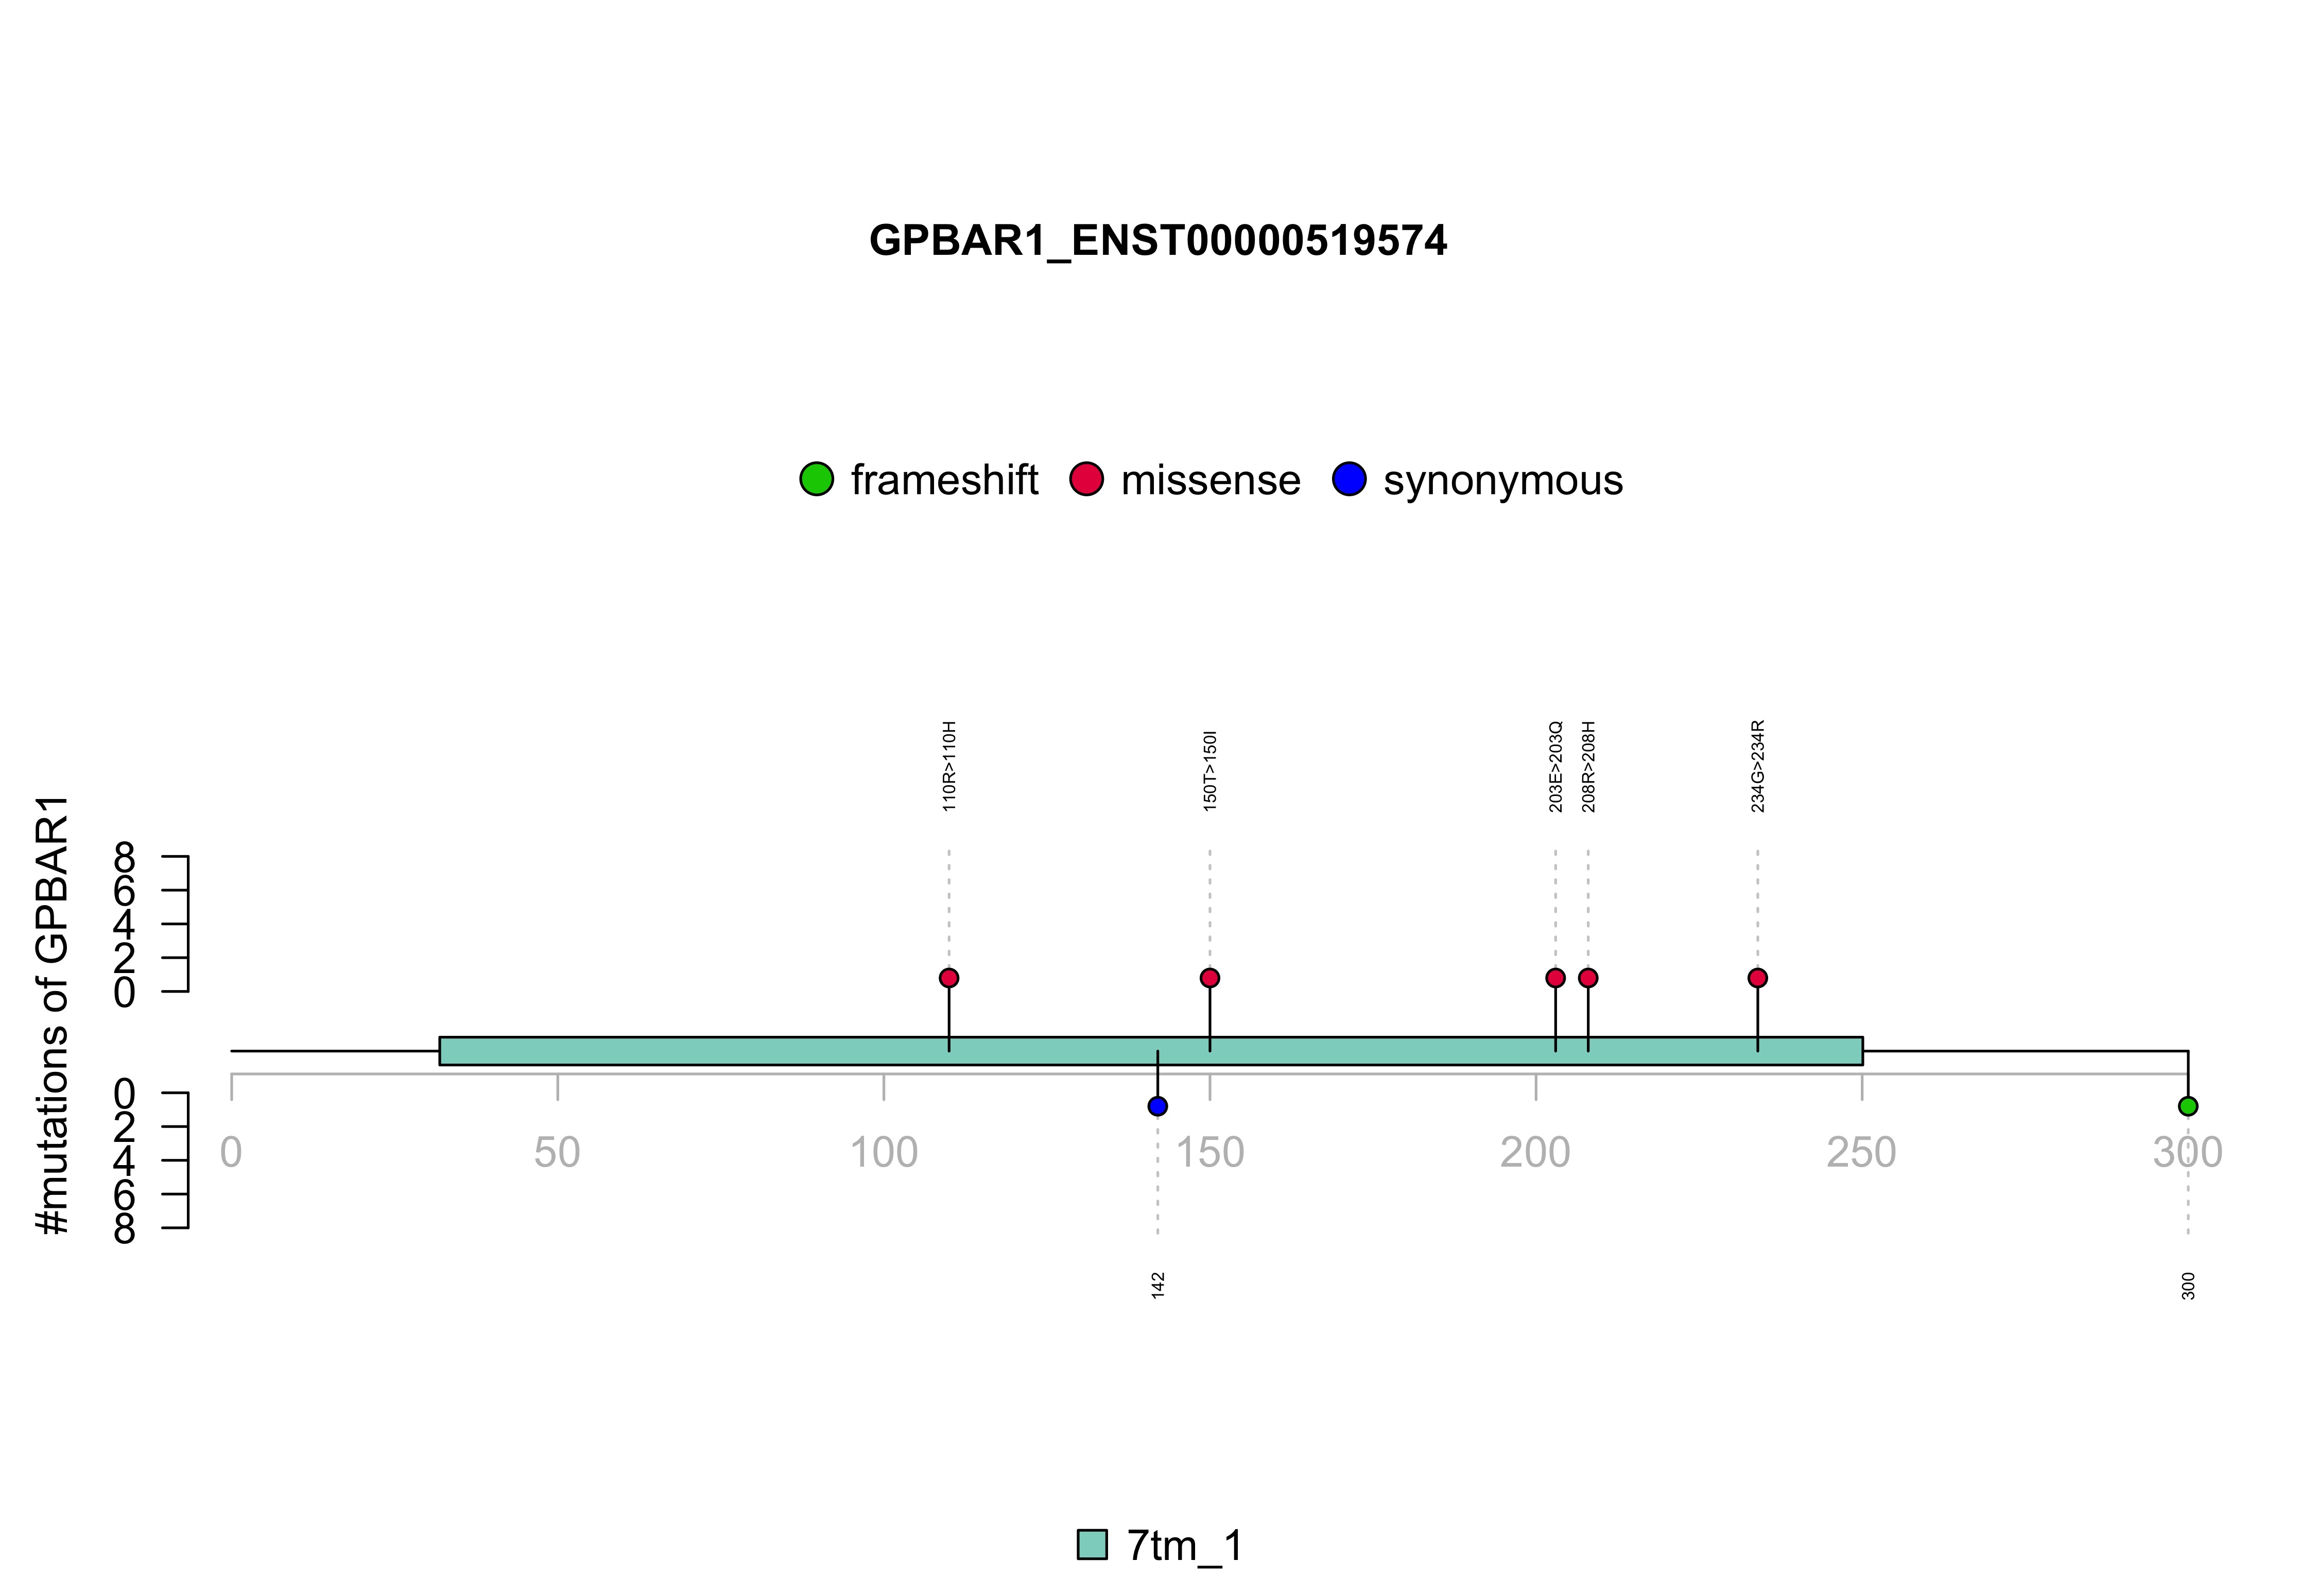 GPBAR1_ENST00000519574
frameshift missense synonymous
110R>110H 150T>150I 203E>203Q 208R>208H 234G>234R
#mutations of GPBAR1
8
6
4
2
0
0
2
4
6
8
0 50 100 150 200 250 300
142 300
7tm_1